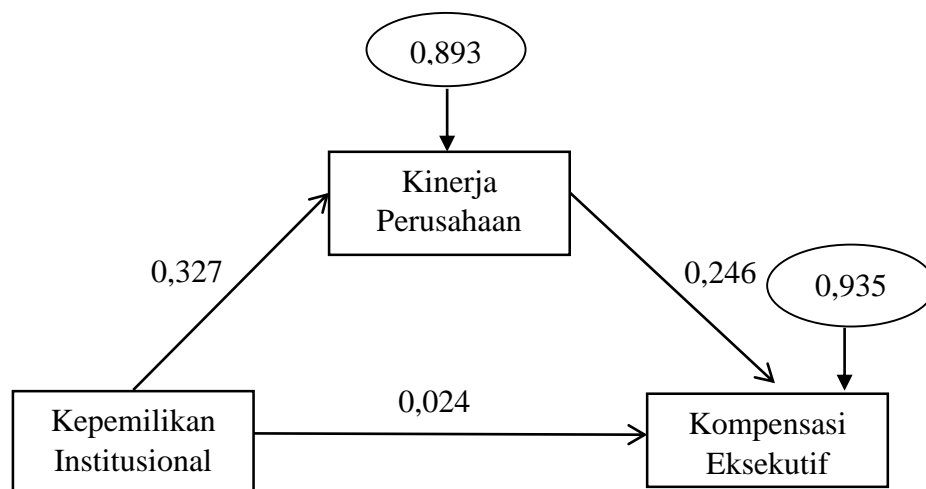 0,893
Kinerja
Perusahaan
0,327
0,246
0,935
Kepemilikan
Institusional
0,024
Kompensasi
Eksekutif